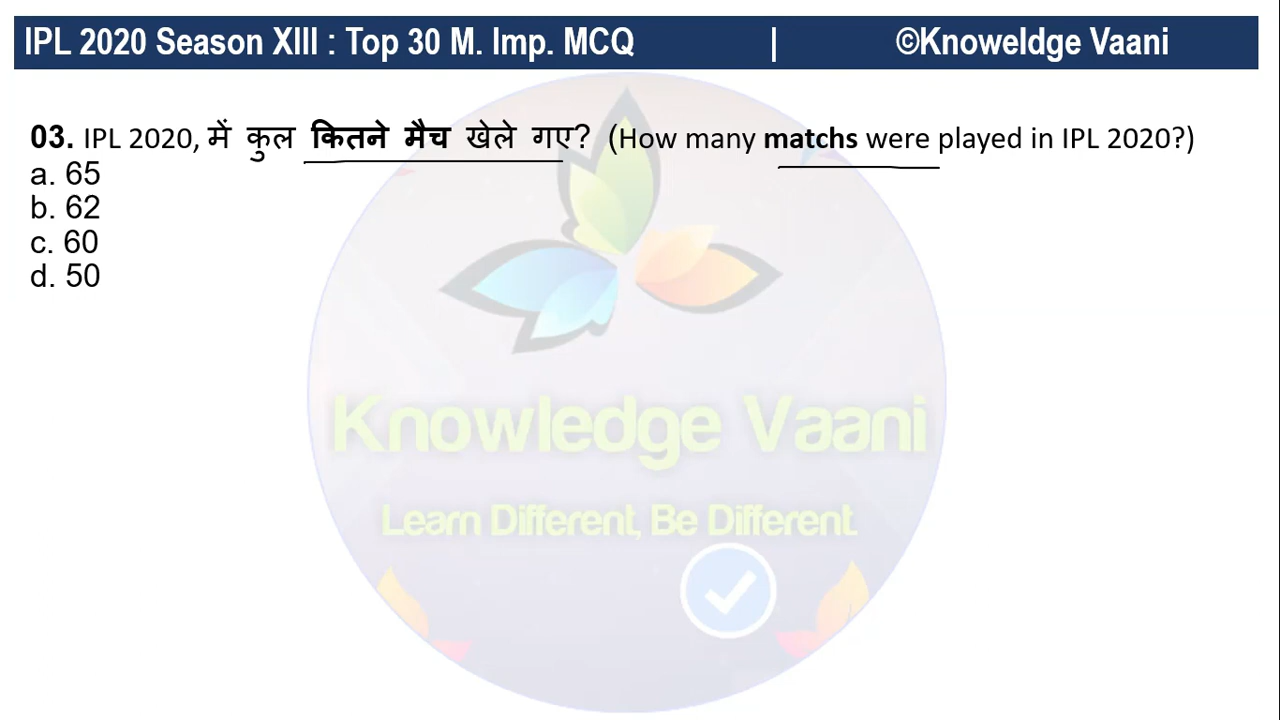 IPL 2020 Season XIII : Top 30 M. Imp. MCQ | ©Knoweldge Vaani
03. IPL 2020, में कुल कितने मैच खेले गए? (How many matchs were played in IPL 2020?)
a. 65
b. 62
c. 60
d. 50
Knowledge Vaani
Learn Different, Be Different